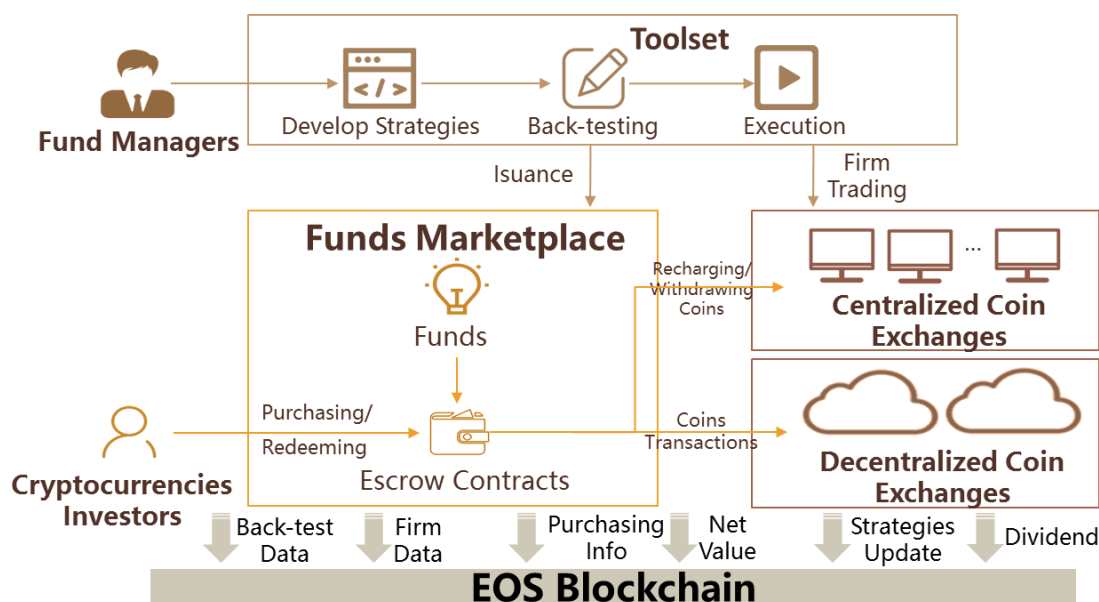 Toolset
</>
Develop Strategies
Back-testing
Execution
Fund Managers
Isuance
Firm
Trading
Funds Marketplace
Funds
Recharging/
Withdrawing
Coins
...
Centralized Coin
Exchanges
Purchasing/
Redeeming
Escrow Contracts
Coins
Transactions
Decentralized Coin
Exchanges
Cryptocurrencies
Investors
Back-test
Data
Firm
Data
Purchasing
Info
Net
Value
Strategies
Update
Dividend
EOS Blockchain